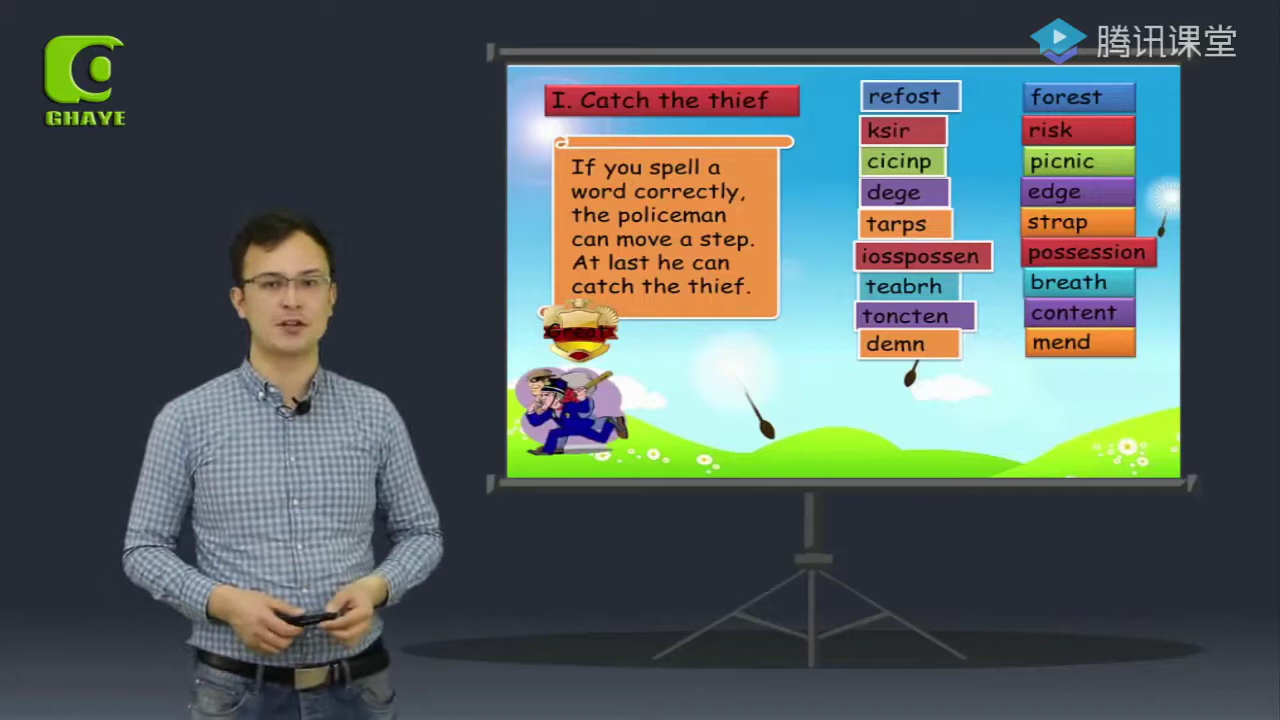 GHAYE
腾讯课堂
I. Catch the thief
If you spell a
word correctly,
the policeman
can move a step.
At last he can
catch the thief.
Great
refost
ksir
cicinp
dege
tarps
iosspossen
teabrh
toncten
demn
forest
risk
picnic
edge
strap
possession
breath
content
mend